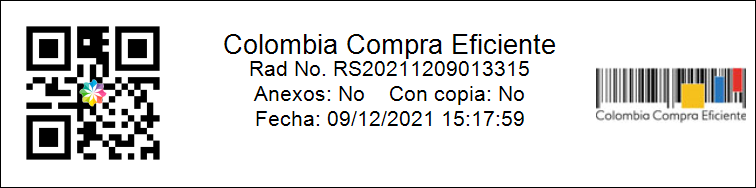 Colombia Compra Eficiente
Rad No. RS20211209013315
Anexos: No Con copia: No
Fecha: 09/12/2021 15:17:59
Colombia Compra Eficiente